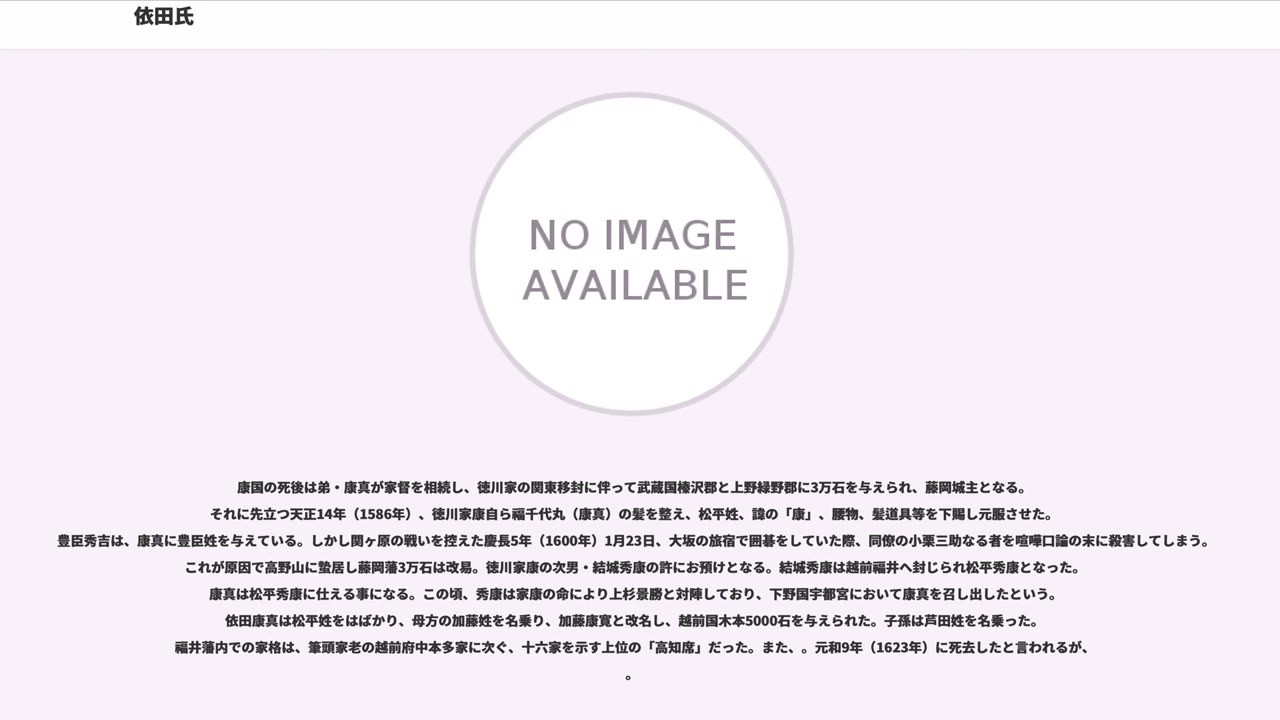 依田氏
NO IMAGE
AVAILABLE
康国の死後は弟・康真が家督を相続し、徳川家の関東移封に伴って武蔵国榛沢郡と上野緑野郡に3万石を与えられ、藤岡城主となる。
それに先立つ天正14年（1586年）、徳川家康自ら福千代丸（康真）の髪を整え、松平姓、諱の「康」、腰物、髪道具等を下賜し元服させた。
豊臣秀吉は、康真に豊臣姓を与えている。しかし関ヶ原の戦いを控えた慶長5年（1600年）1月23日、大坂の旅宿で囲碁をしていた際、同僚の小栗三助なる者を喧嘩口論の末に殺害してしまう。
これが原因で高野山に蟄居し藤岡藩3万石は改易。徳川家康の次男・結城秀康の許にお預けとなる。結城秀康は越前福井へ封じられ松平秀康となった。
康真は松平秀康に仕える事になる。この頃、秀康は家康の命により上杉景勝と対陣しており、下野国宇都宮において康真を召し出したという。
依田康真は松平姓をはばかり、母方の加藤姓を名乗り、加藤康寛と改名し、越前国木本5000石を与えられた。子孫は芦田姓を名乗った。
福井藩内での家格は、筆頭家老の越前府中本多家に次ぐ、十六家を示す上位の「高知席」だった。また、。元和9年（1623年）に死去したと言われるが、
。